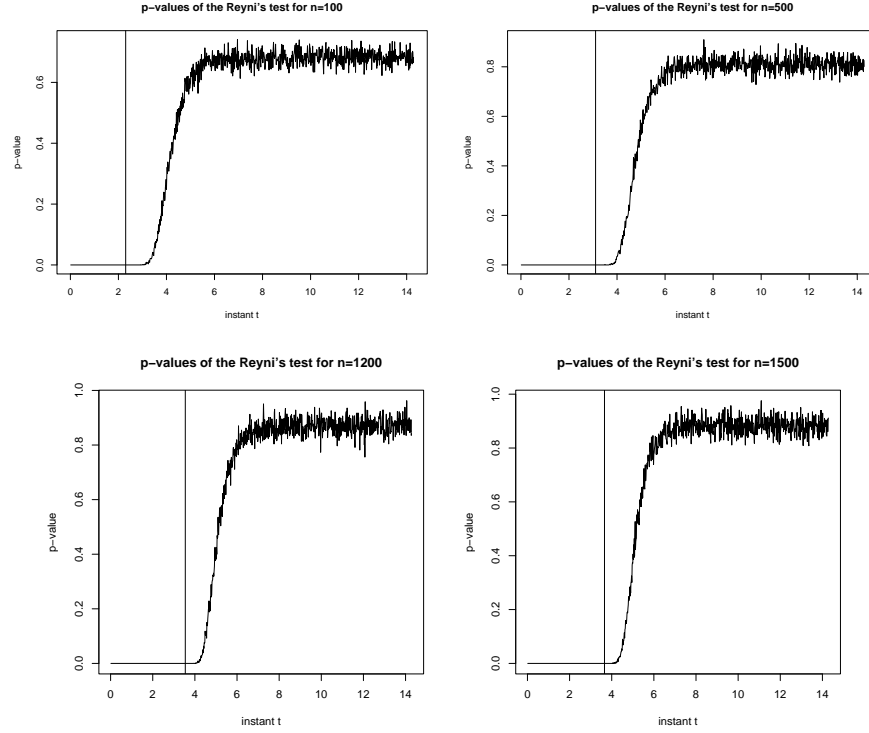 p−values of the Reyni's test for n=100
p−value
0.0 0.2 0.4 0.6
0 2 4 6 8 10 12 14
instant t
p−values of the Reyni's test for n=500
p−value
0.0 0.2 0.4 0.6 0.8
0 2 4 6 8 10 12 14
instant t
p−values of the Reyni's test for n=1200
p−value
0.0 0.2 0.4 0.6 0.8 1.0
0 2 4 6 8 10 12 14
instant t
p−values of the Reyni's test for n=1500
p−value
0.0 0.2 0.4 0.6 0.8 1.0
0 2 4 6 8 10 12 14
instant t